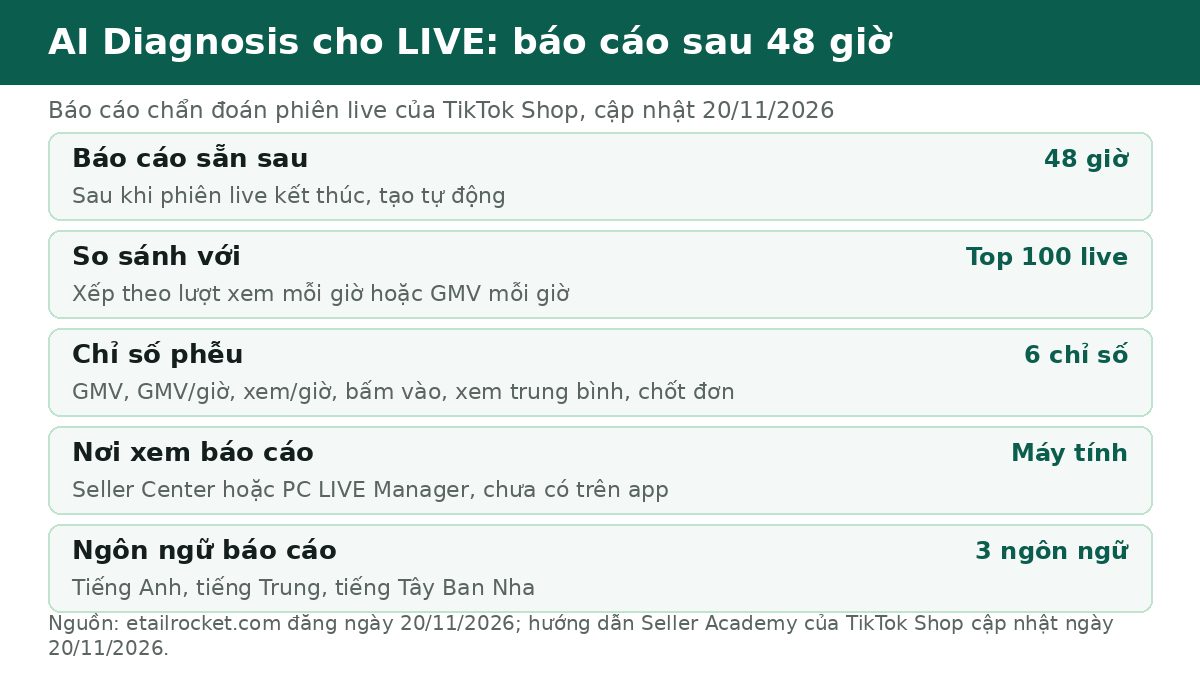 AI Diagnosis cho LIVE: báo cáo sau 48 giờ
Báo cáo chẩn đoán phiên live của TikTok Shop, cập nhật 20/11/2026
Báo cáo sẵn sau
48 giờ
Sau khi phiên live kết thúc, tạo tự động
So sánh với
Top 100 live
Xếp theo lượt xem mỗi giờ hoặc GMV mỗi giờ
Chỉ số phễu
6 chỉ số
GMV, GMV/giờ, xem/giờ, bấm vào, xem trung bình, chốt đơn
Nơi xem báo cáo
Máy tính
Seller Center hoặc PC LIVE Manager, chưa có trên app
Ngôn ngữ báo cáo
3 ngôn ngữ
Tiếng Anh, tiếng Trung, tiếng Tây Ban Nha
Nguồn: etailrocket.com đăng ngày 20/11/2026; hướng dẫn Seller Academy của TikTok Shop cập nhật ngày
20/11/2026.